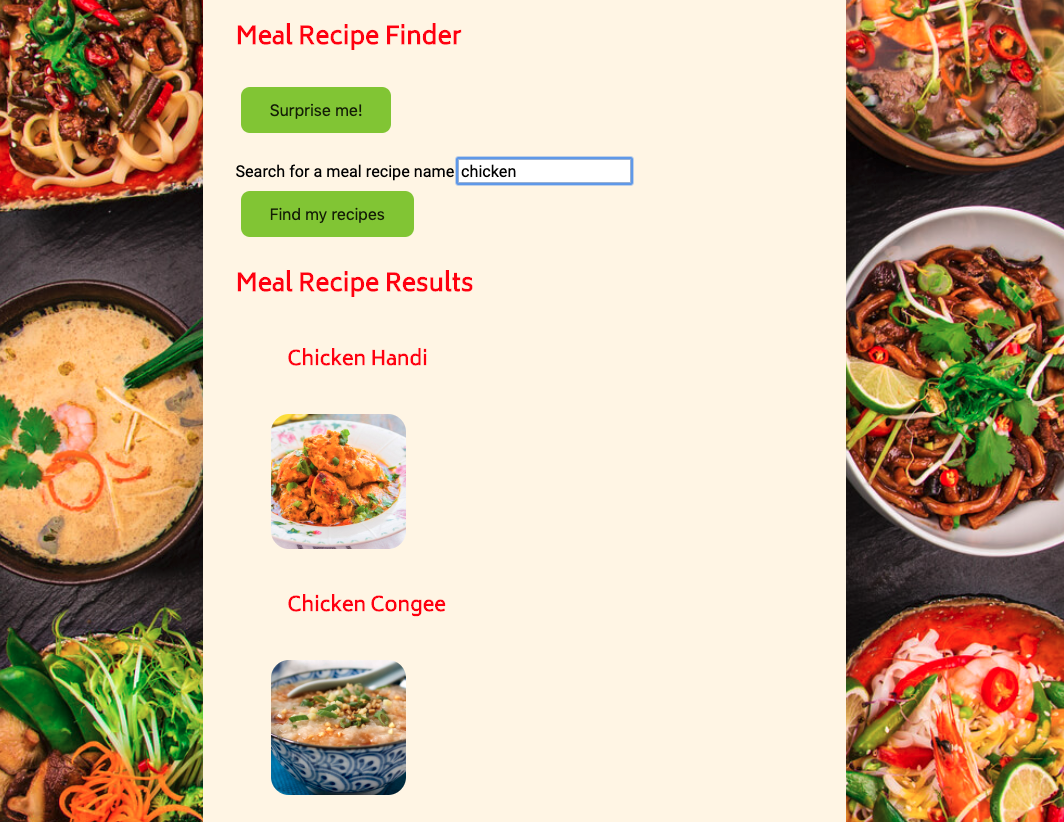 Meal Recipe Finder
Surprise me!
Search for a meal recipe name chicken
Find my recipes
Meal Recipe Results
Chicken Handi
Chicken Congee